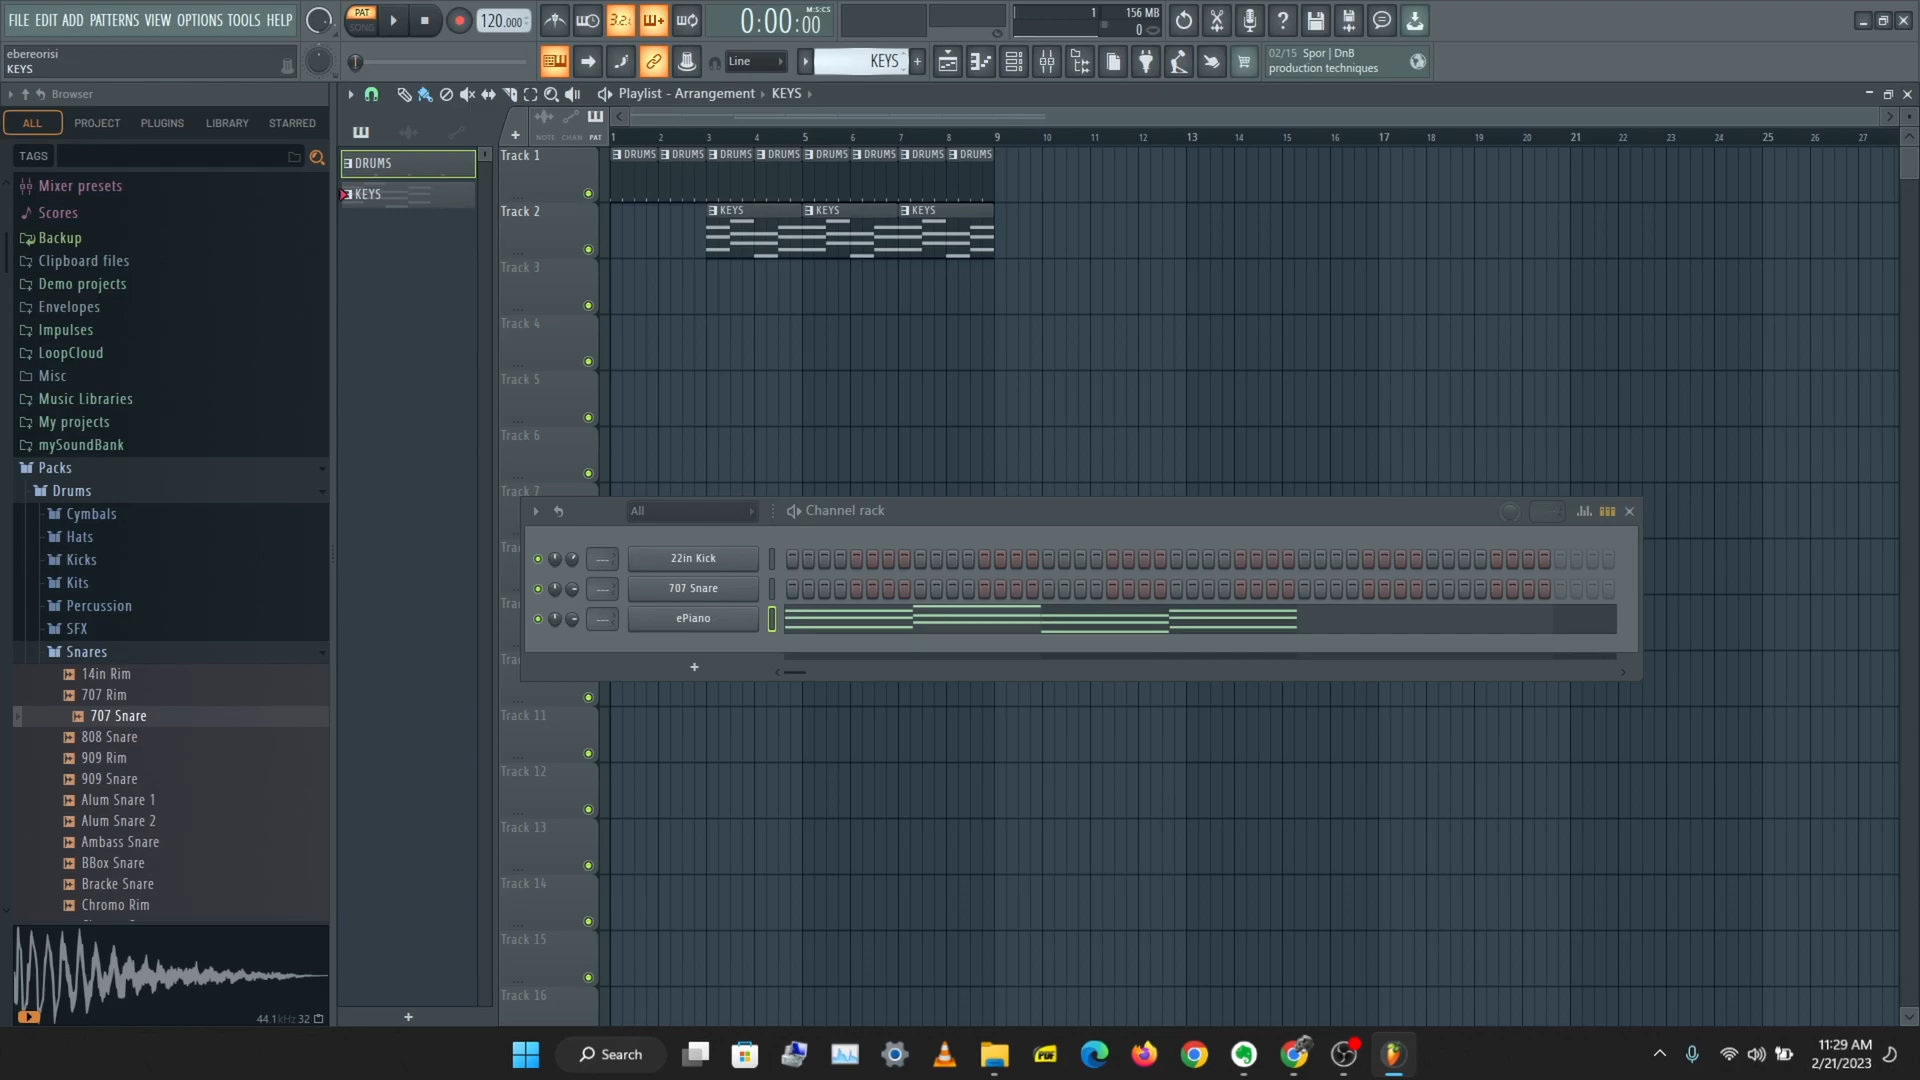 FILE EDIT ADD PATTERNS VIEW OPTIONS TOOLS HELP
PAT
SONG
120.000
3.2.
0:00:00
M:S:CS
1
156 MB
0
ebereorisi
KEYS
Line
KEYS
02/15 Spor | DnB
production techniques
Browser
Playlist - Arrangement
KEYS
ALL
PROJECT
PLUGINS
LIBRARY
STARRED
TAGS
NOTE
CHAN
PAT
1
2
3
4
5
6
7
8
9
10
11
12
13
14
15
16
17
18
19
20
21
22
23
24
25
26
27
DRUMS
KEYS
Track 1
DRUMS
DRUMS
DRUMS
DRUMS
DRUMS
DRUMS
DRUMS
DRUMS
Track 2
KEYS
KEYS
KEYS
Track 3
Track 4
Track 5
Track 6
Track 7
Track 11
Track 12
Track 13
Track 14
Track 15
Track 16
Mixer presets
Scores
Backup
Clipboard files
Demo projects
Envelopes
Impulses
LoopCloud
Misc
Music Libraries
My projects
mySoundBank
Packs
Drums
Cymbals
Hats
Kicks
Kits
Percussion
SFX
Snares
14in Rim
707 Rim
707 Snare
808 Snare
909 Rim
909 Snare
Alum Snare 1
Alum Snare 2
Ambass Snare
BBox Snare
Bracke Snare
Chromo Rim
44.1kHz 32
All
Channel rack
22in Kick
707 Snare
ePiano
Search
PDF
11:29 AM
2/21/2023